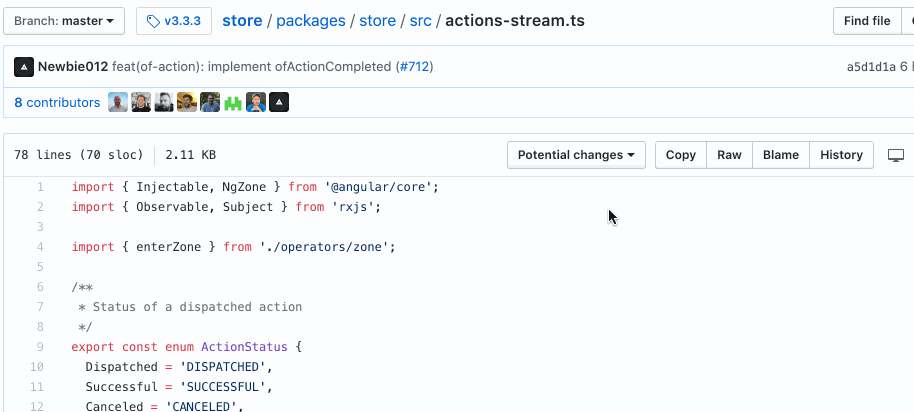 Branch: master v3.3.3 store / packages / store / src / actions-stream.ts Find file
Newbie012 feat(of-action): implement ofActionCompleted (#712) a5d1d1a 6
8 contributors
78 lines (70 sloc) 2.11 KB Potential changes Copy Raw Blame History
1 import { Injectable, NgZone } from '@angular/core';
2 import { Observable, Subject } from 'rxjs';
3
4 import { enterZone } from './operators/zone';
5
6 /**
7 * Status of a dispatched action
8 */
9 export const enum ActionStatus {
10 Dispatched = 'DISPATCHED',
11 Successful = 'SUCCESSFUL',
12 Canceled = 'CANCELED',